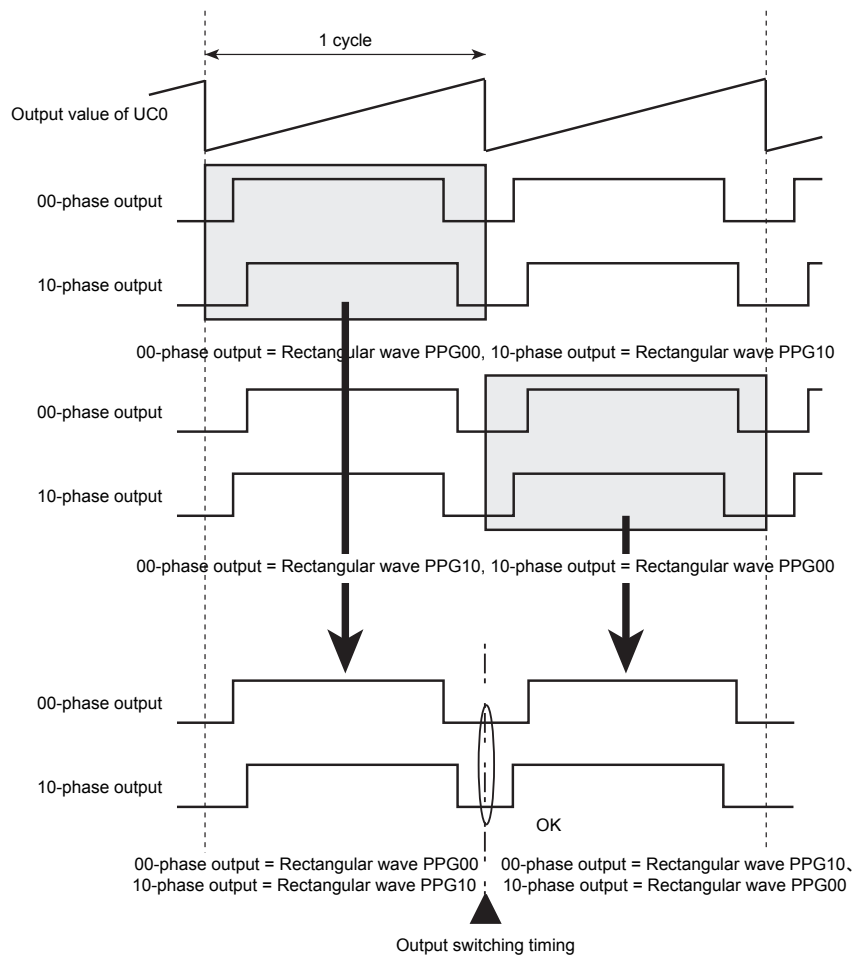 1 cycle
Output value of UC0
00-phase output
10-phase output
00-phase output = Rectangular wave PPG00, 10-phase output = Rectangular wave PPG10
00-phase output
10-phase output
00-phase output = Rectangular wave PPG10, 10-phase output = Rectangular wave PPG00
00-phase output
10-phase output
OK
00-phase output = Rectangular wave PPG00
10-phase output = Rectangular wave PPG10
00-phase output = Rectangular wave PPG10、
10-phase output = Rectangular wave PPG00
Output switching timing